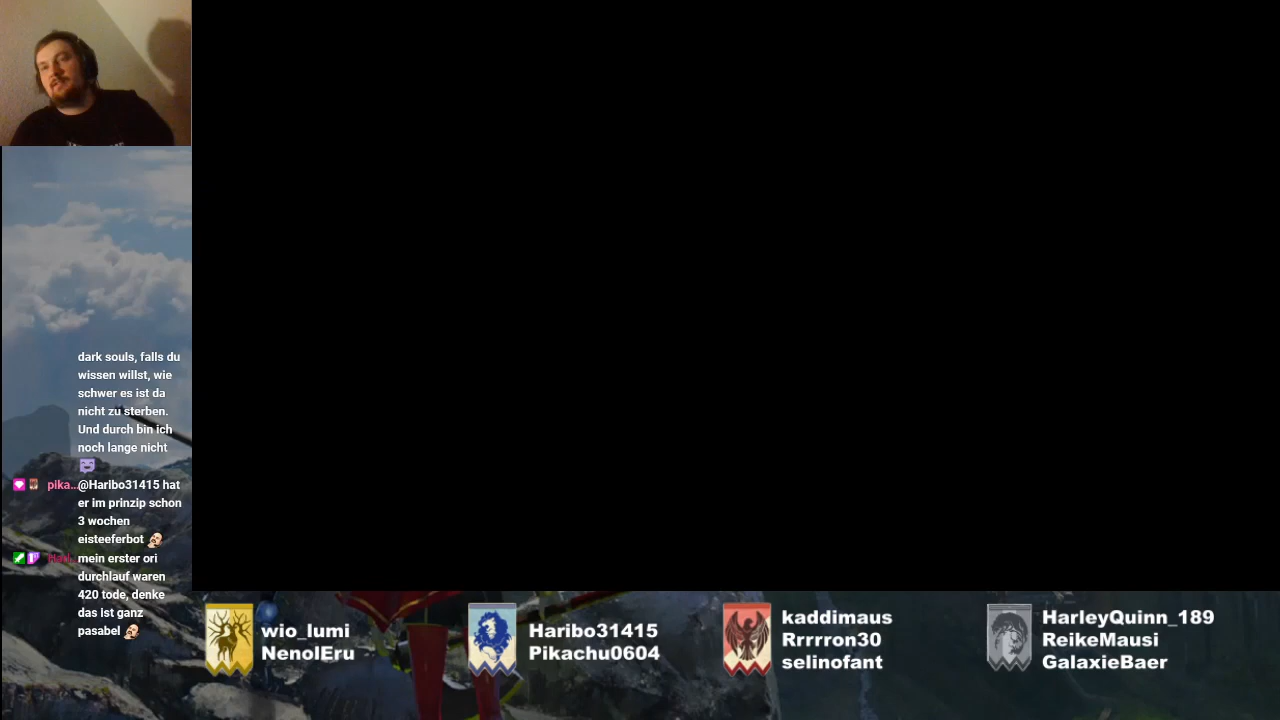 dark souls, falls du
wissen willst, wie
schwer es ist da
nicht zu sterben.
Und durch bin ich
noch lange nicht
pika... @Haribo31415 hat
er im prinzip schon
3 wochen
eisteeferbot
mein erster ori
durchlauf waren
420 tode, denke
das ist ganz
pasabel
wio_lumi
NenolEru
Haribo31415
Pikachu0604
kaddimaus
Rrrrron30
selinofant
HarleyQuinn_189
ReikeMausi
GalaxieBaer